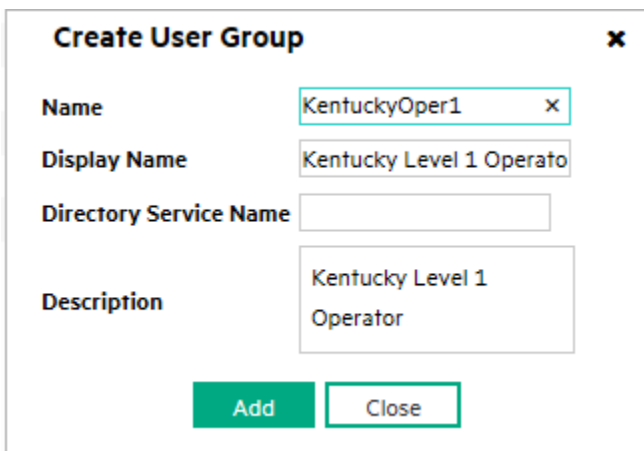 Create User Group ✖
Name KentuckyOper1 ×
Display Name Kentucky Level 1 Operato
Directory Service Name
Description Kentucky Level 1
Operator
Add Close